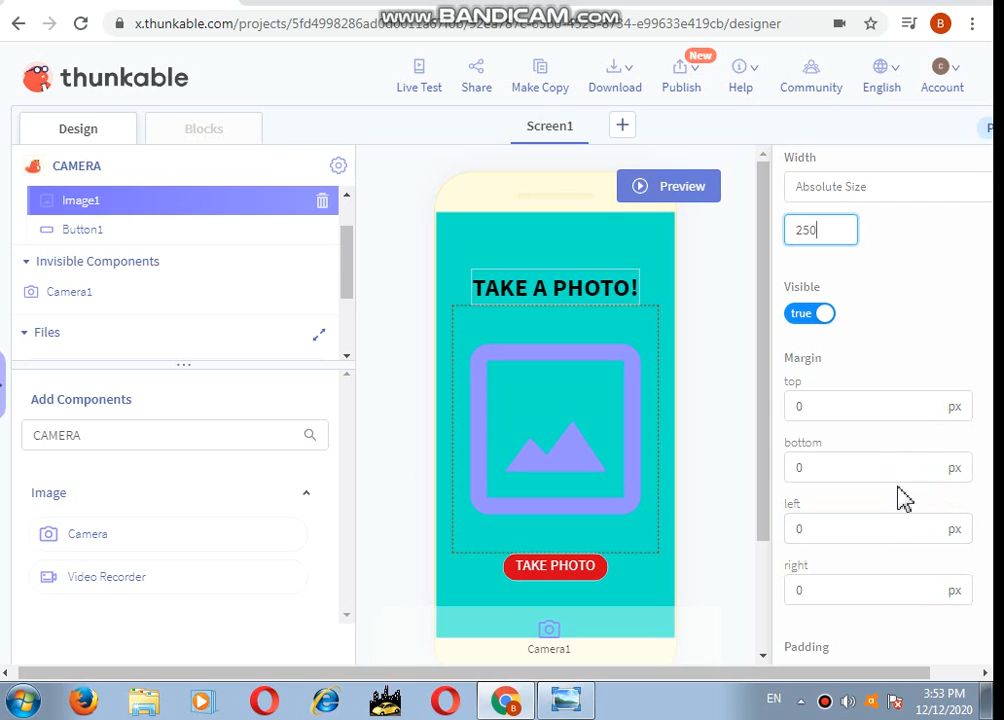 www.BANDICAM.com
x.thunkable.com/projects/
/designer
B
thunkable
Live Test
Share
Make Copy
Download
New
Publish
Help
Community
English
C
Account
Design
Blocks
Screen1
+
P
CAMERA
Image1
Button1
Invisible Components
Camera1
Files
Add Components
CAMERA
Image
Camera
Video Recorder
Preview
TAKE A PHOTO!
TAKE PHOTO
Camera1
Width
Absolute Size
250
Visible
true
Margin
top
0 px
bottom
0 px
left
0 px
right
0 px
Padding
B
EN
3:53 PM
12/12/2020